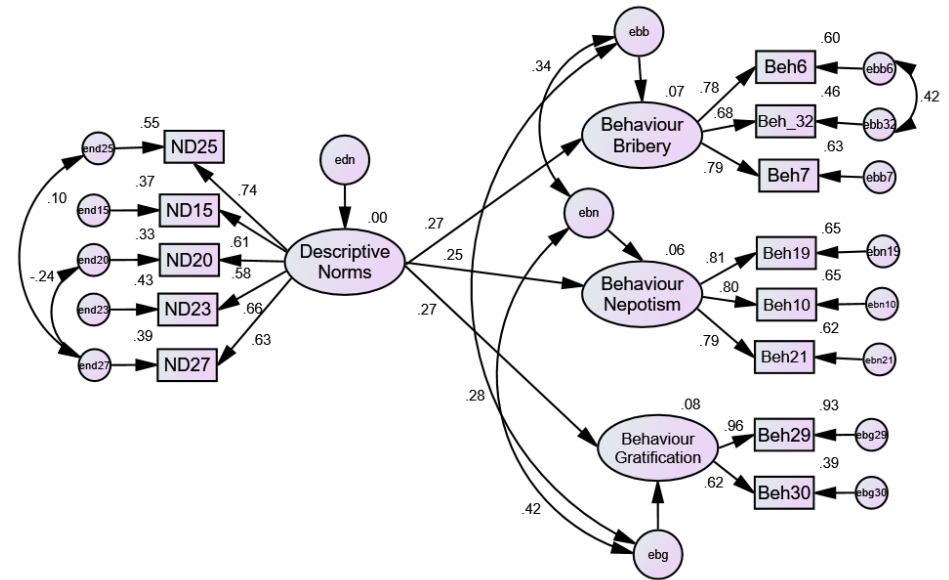 ebb
.60
.34
Beh6
ebb6
.07
.78
.46
.42
.55
Behaviour
Bribery
.68
Beh_32
ebb32
end25
ND25
edn
.63
.79
Beh7
ebb7
.10
.37
.74
end15
ND15
ebn
.00
.27
.65
.33
.61
Descriptive
Norms
.25
.06
.81
Beh19
ebn19
-.24
end20
ND20
.58
Behaviour
Nepotism
.65
.43
.80
Beh10
ebn10
end23
ND23
.66
.27
.62
.39
.63
.79
Beh21
ebn21
end27
ND27
.28
.08
.93
.96
Beh29
ebg29
Behaviour
Gratification
.39
.62
Beh30
ebg30
.42
ebg